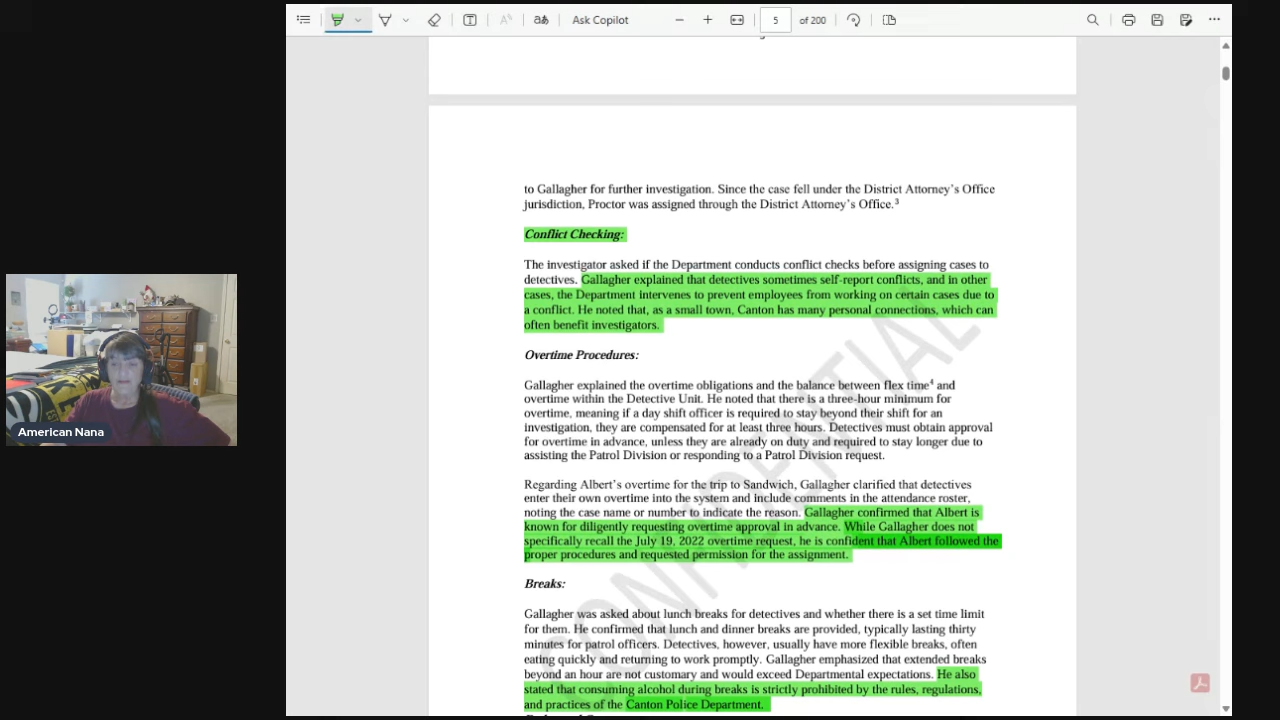 Ask Copilot
5 of 200
to Gallagher for further investigation. Since the case fell under the District Attorney's Office
jurisdiction, Proctor was assigned through the District Attorney's Office.3
Conflict Checking:
The investigator asked if the Department conducts conflict checks before assigning cases to
detectives. Gallagher explained that detectives sometimes self-report conflicts, and in other
cases, the Department intervenes to prevent employees from working on certain cases due to
a conflict. He noted that, as a small town, Canton has many personal connections, which can
often benefit investigators.
Overtime Procedures:
Gallagher explained the overtime obligations and the balance between flex time4 and
overtime within the Detective Unit. He noted that there is a three-hour minimum for
overtime, meaning if a day shift officer is required to stay beyond their shift for an
investigation, they are compensated for at least three hours. Detectives must obtain approval
for overtime in advance, unless they are already on duty and required to stay longer due to
assisting the Patrol Division or responding to a Patrol Division request.
Regarding Albert's overtime for the trip to Sandwich, Gallagher clarified that detectives
enter their own overtime into the system and include comments in the attendance roster,
noting the case name or number to indicate the reason. Gallagher confirmed that Albert is
known for diligently requesting overtime approval in advance. While Gallagher does not
specifically recall the July 19, 2022 overtime request, he is confident that Albert followed the
proper procedures and requested permission for the assignment.
Breaks:
Gallagher was asked about lunch breaks for detectives and whether there is a set time limit
for them. He confirmed that lunch and dinner breaks are provided, typically lasting thirty
minutes for patrol officers. Detectives, however, usually have more flexible breaks, often
eating quickly and returning to work promptly. Gallagher emphasized that extended breaks
beyond an hour are not customary and would exceed Departmental expectations. He also
stated that consuming alcohol during breaks is strictly prohibited by the rules, regulations,
and practices of the Canton Police Department.
CONFIDENTIAL
American Nana